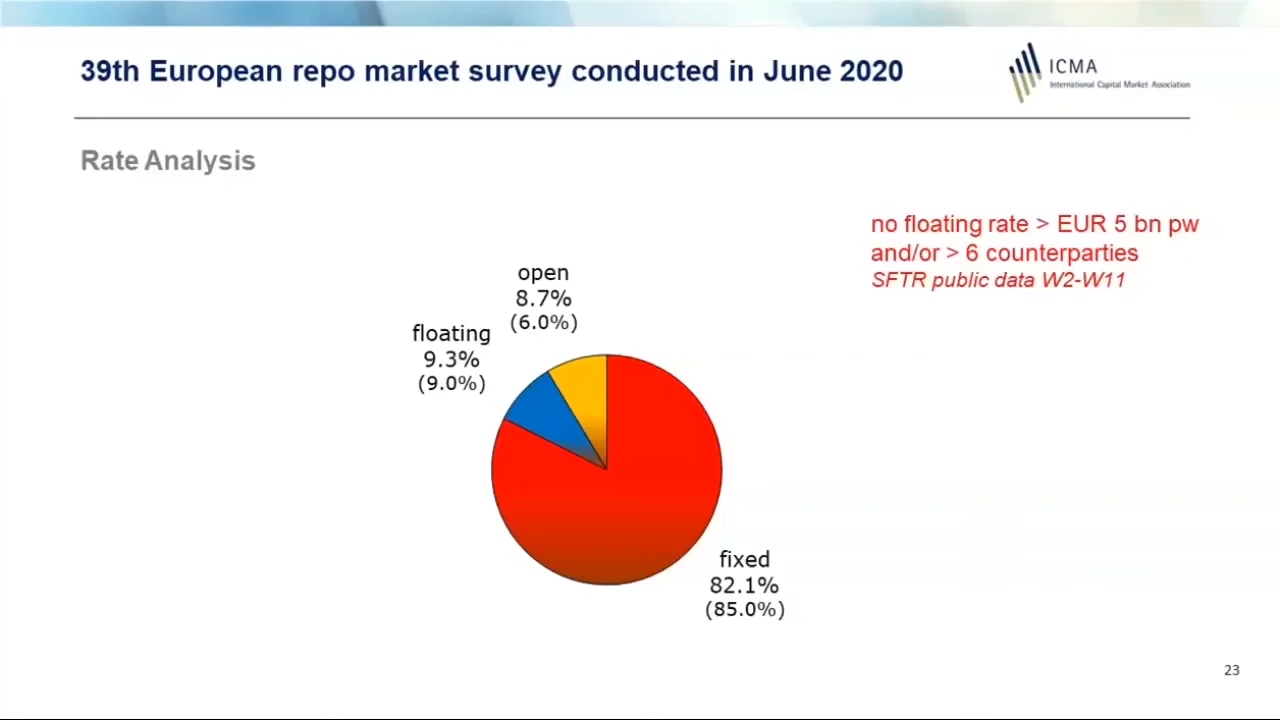 39th European repo market survey conducted in June 2020
ICMA
International Capital Market Association
Rate Analysis
no floating rate > EUR 5 bn pw
and/or > 6 counterparties
SFTR public data W2-W11
open
8.7%
(6.0%)
floating
9.3%
(9.0%)
fixed
82.1%
(85.0%)
23